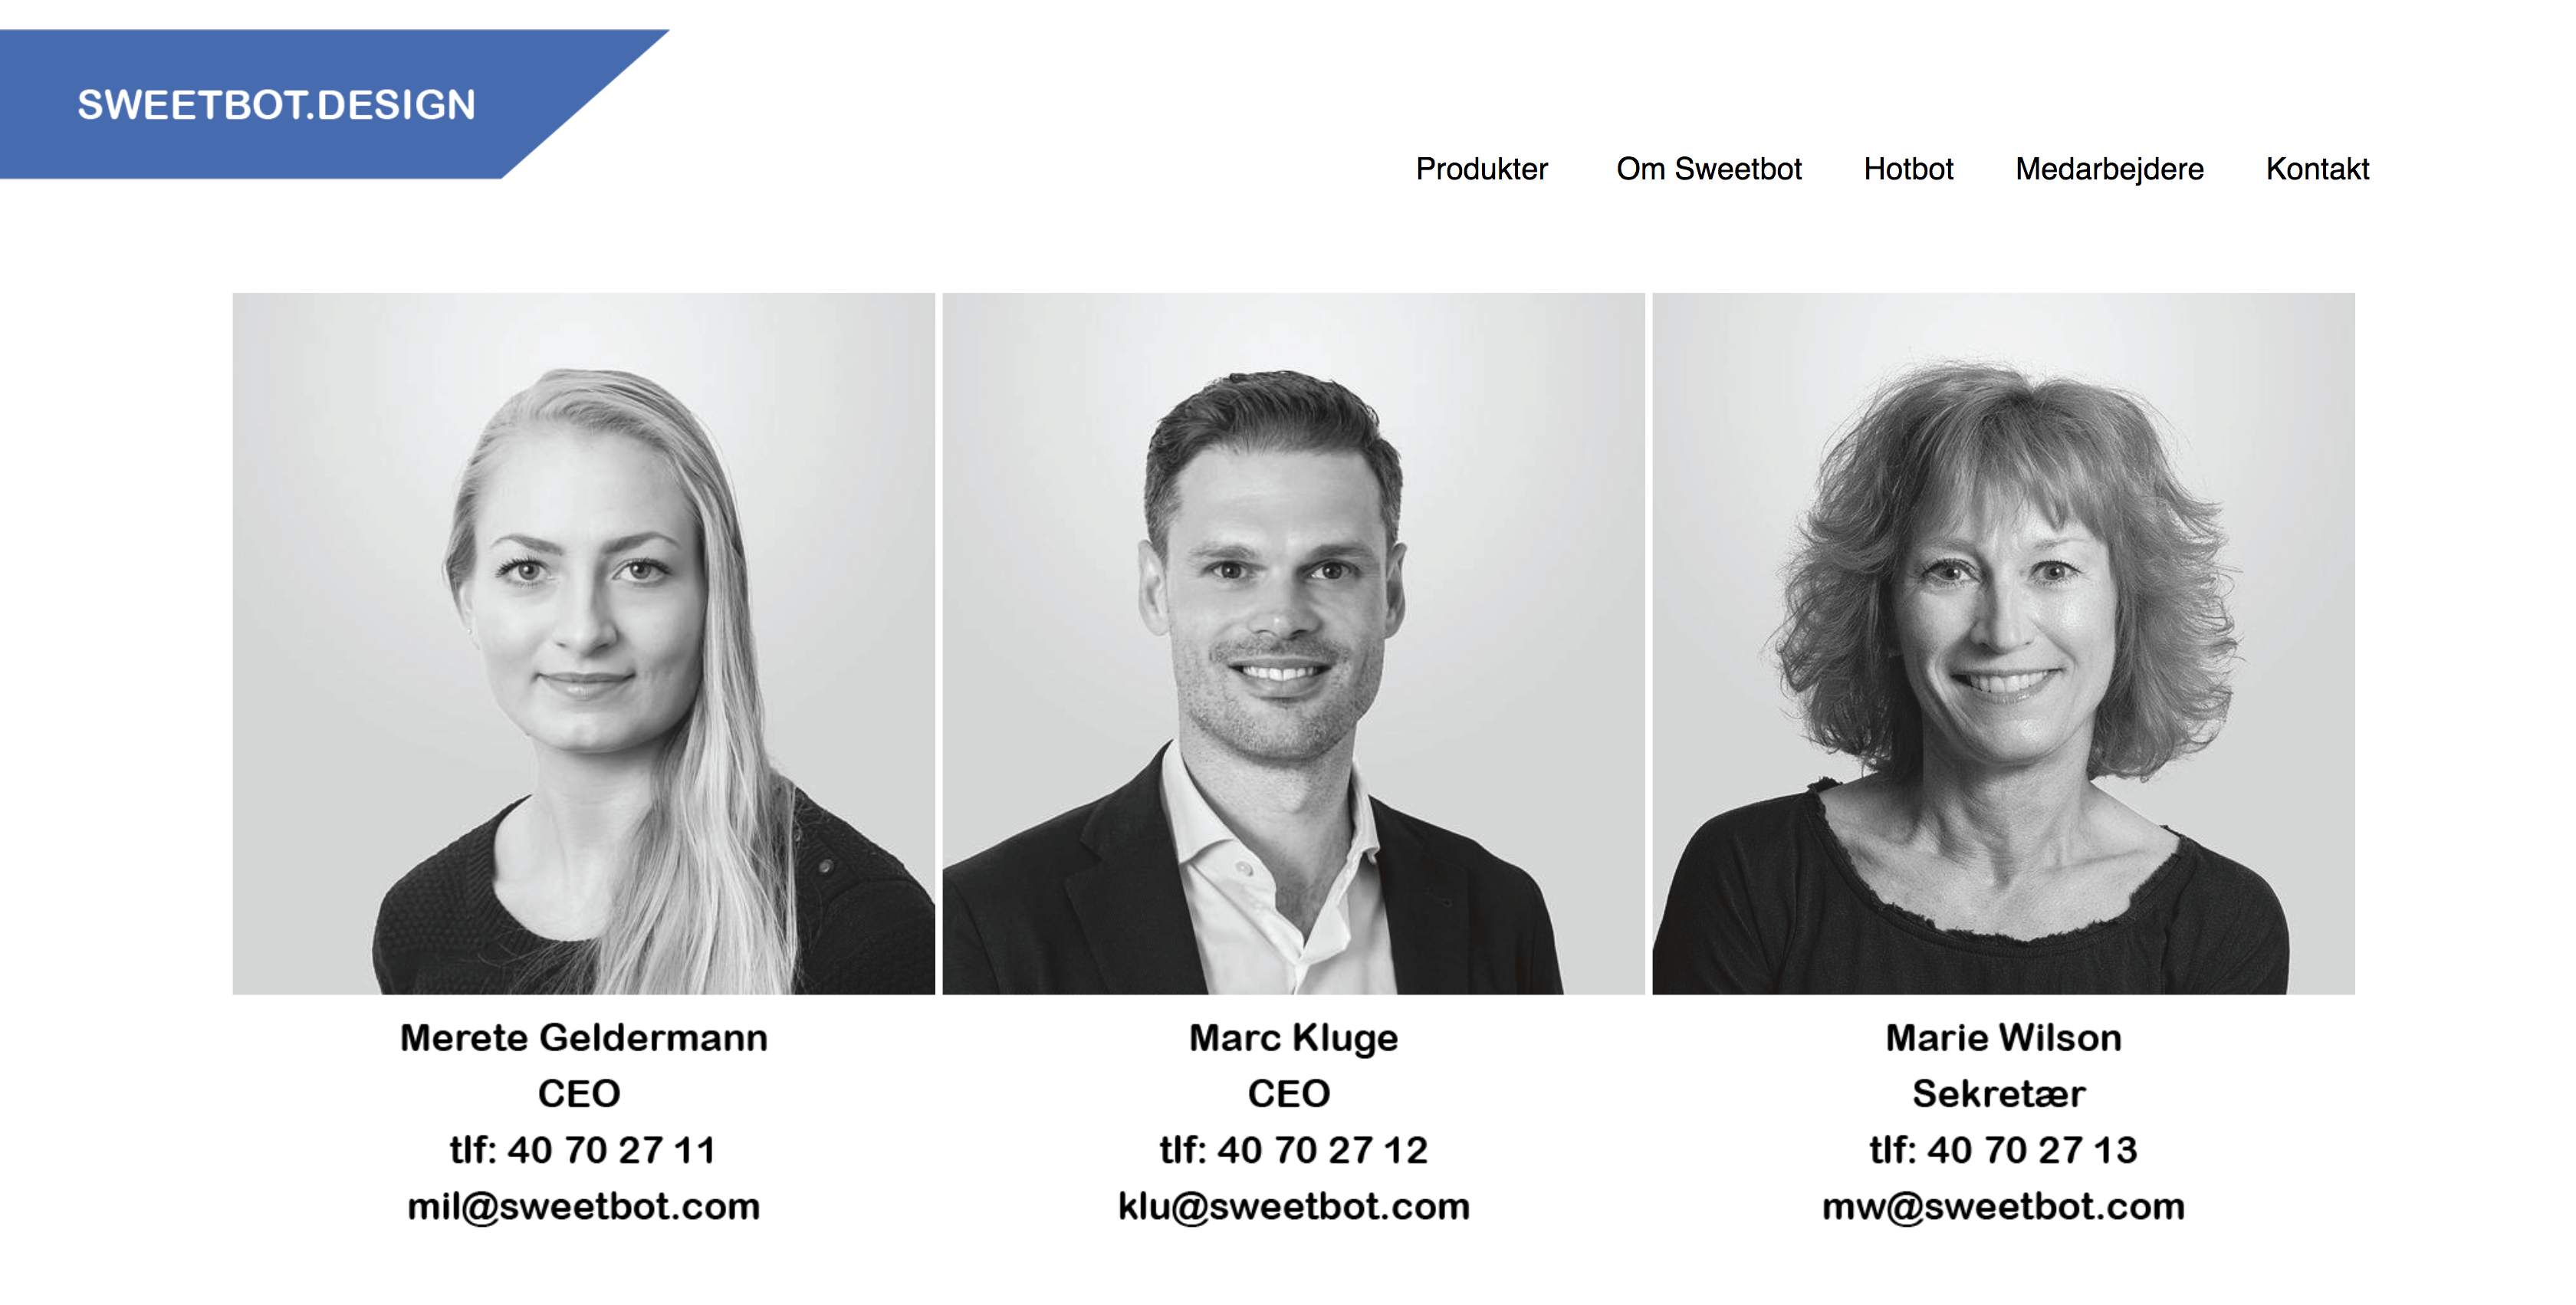 SWEETBOT.DESIGN
Produkter Om Sweetbot Hotbot Medarbejdere Kontakt
Merete Geldermann
CEO
tlf: 40 70 27 11
mil@sweetbot.com
Marc Kluge
CEO
tlf: 40 70 27 12
klu@sweetbot.com
Marie Wilson
Sekretær
tlf: 40 70 27 13
mw@sweetbot.com